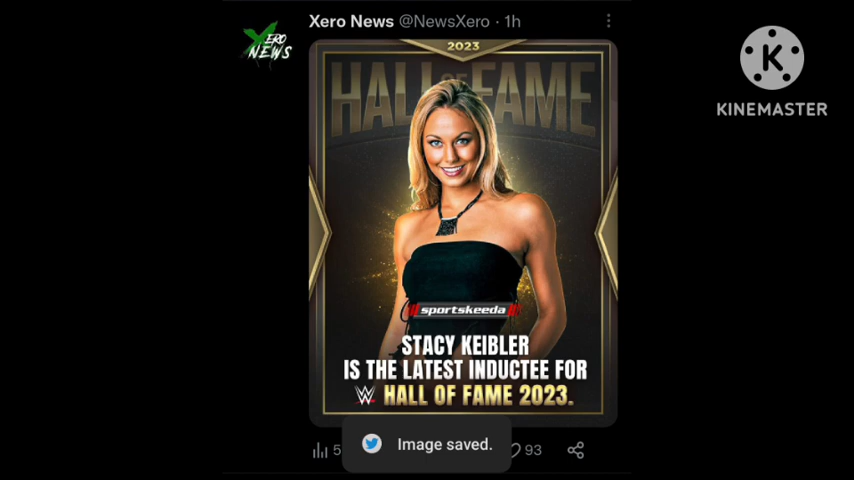 Xero News @NewsXero · 1h
XERO
NEWS
2023
HALL OF FAME
KINEMASTER
sportskeeda
STACY KEIBLER
IS THE LATEST INDUCTEE FOR
W HALL OF FAME 2023.
5
Image saved.
93